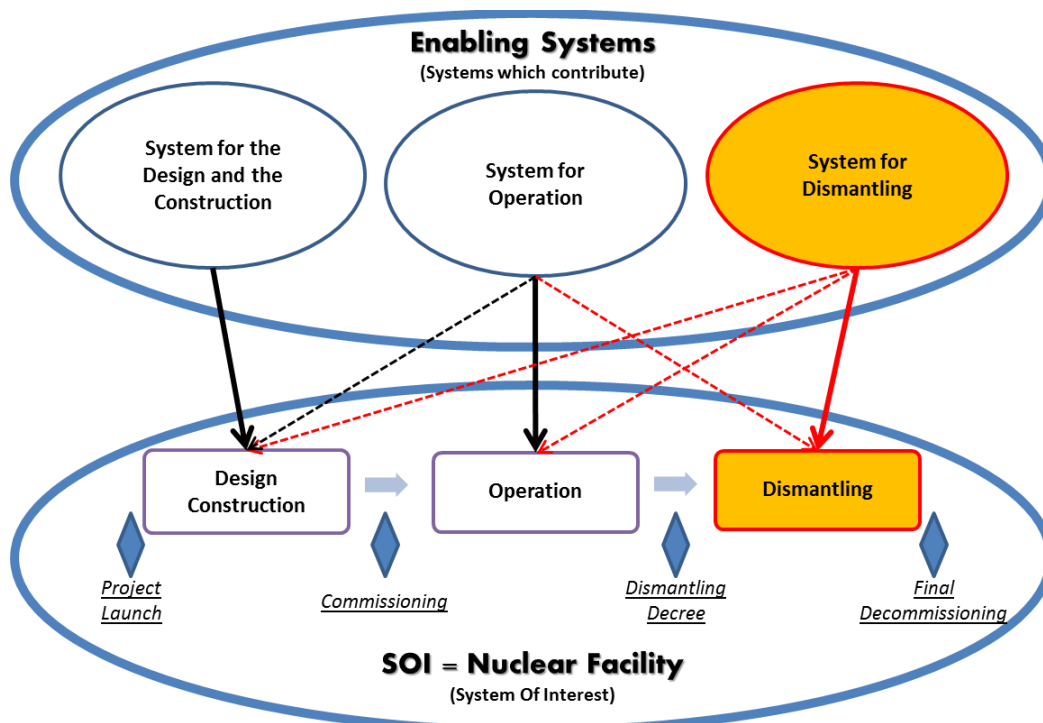 Enabling Systems
(Systems which contribute)
System for the
Design and the
Construction
System for
Operation
System for
Dismantling
Design
Construction
Operation
Dismantling
Project
Launch
Commissioning
Dismantling
Decree
Final
Decommissioning
SOI = Nuclear Facility
(System Of Interest)